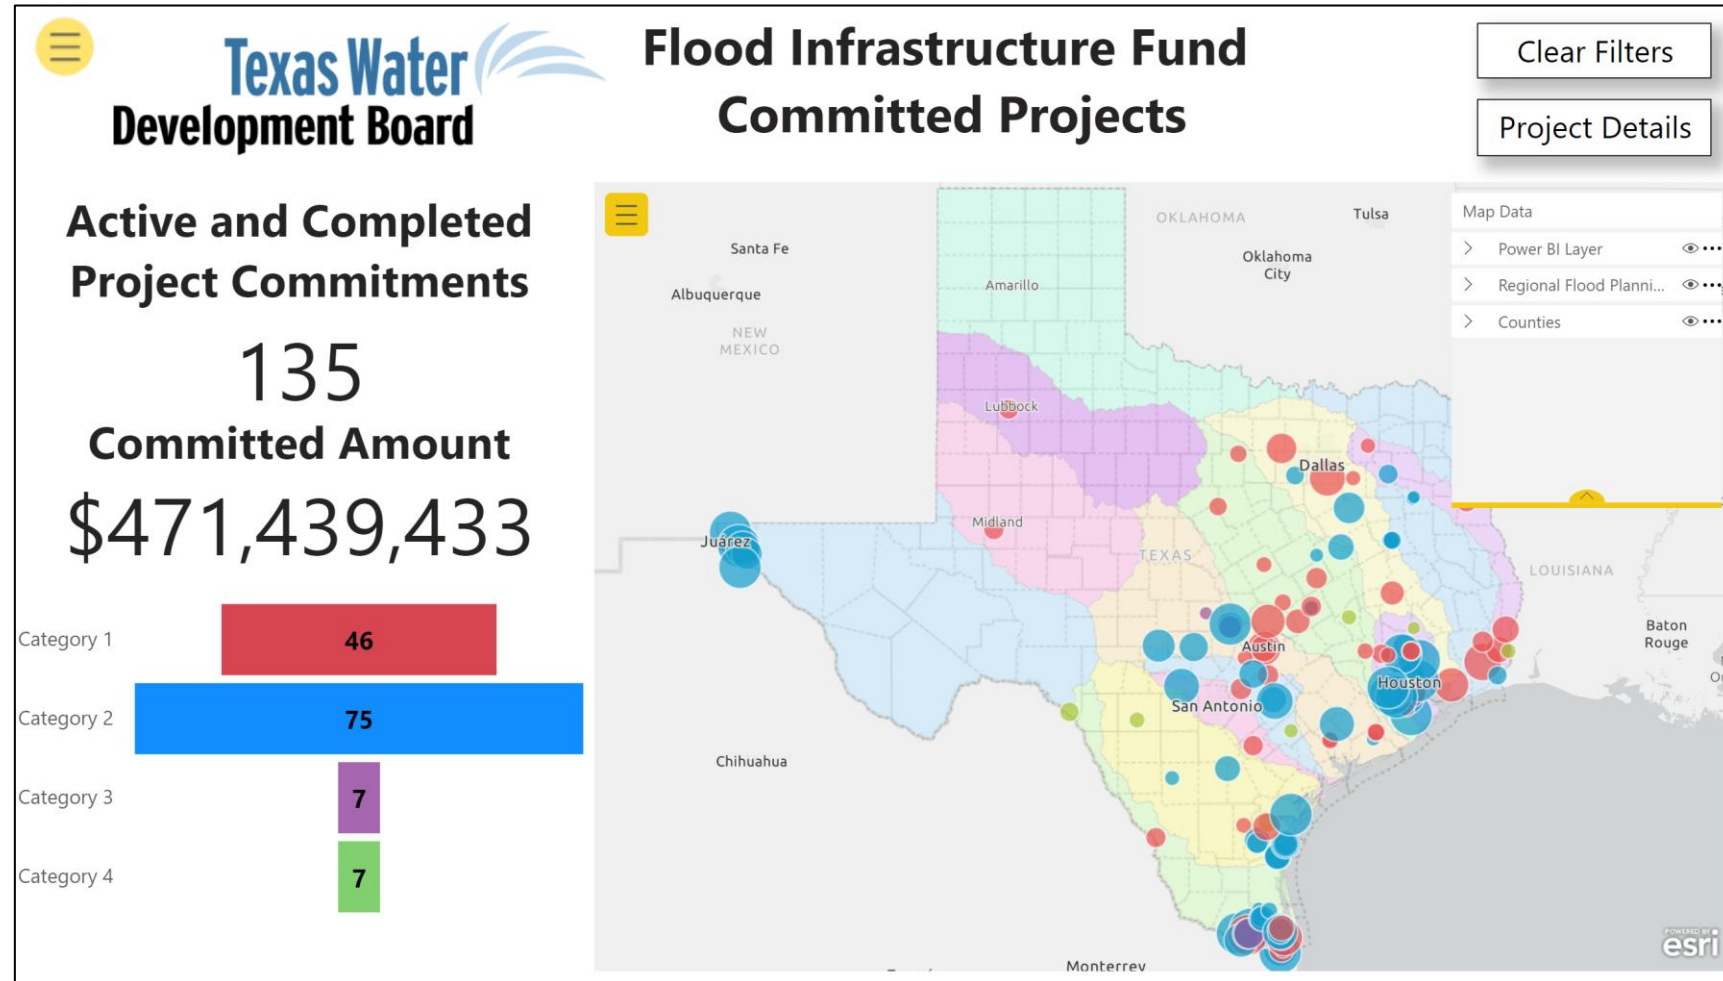 Texas Water
Development Board
Flood Infrastructure Fund
Committed Projects
Clear Filters
Project Details
Active and Completed
Project Commitments
135
Committed Amount
$471,439,433
Category 1
46
Category 2
75
Category 3
7
Category 4
7
Map Data
Power BI Layer
Regional Flood Planni...
Counties
OKLAHOMA
Tulsa
Santa Fe
Oklahoma
City
Albuquerque
Amarillo
NEW
MEXICO
Lubbock
Dallas
Midland
Juárez
TEXAS
LOUISIANA
Baton
Rouge
Austin
Houston
San Antonio
Chihuahua
Monterrey
POWERED BY
esri